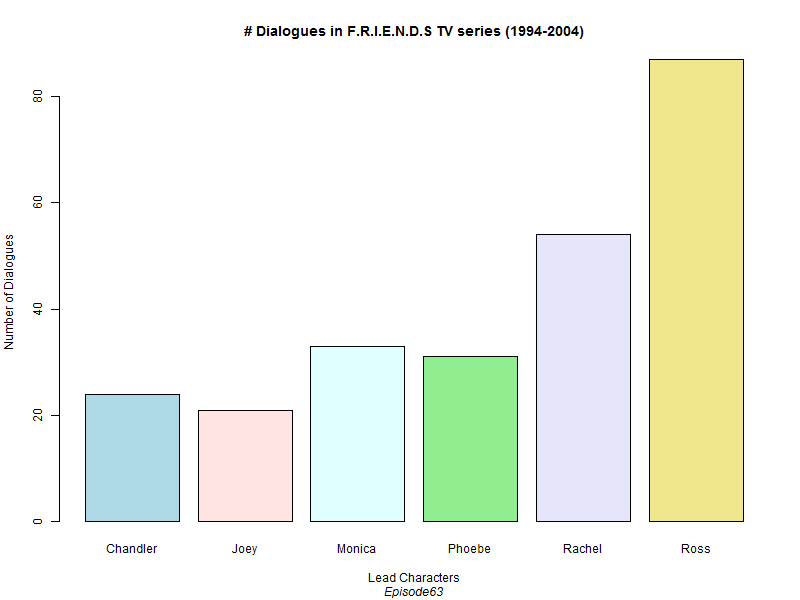 # Dialogues in F.R.I.E.N.D.S TV series (1994-2004)
Number of Dialogues
80
60
40
20
0
Chandler Joey Monica Phoebe Rachel Ross
Lead Characters
Episode63